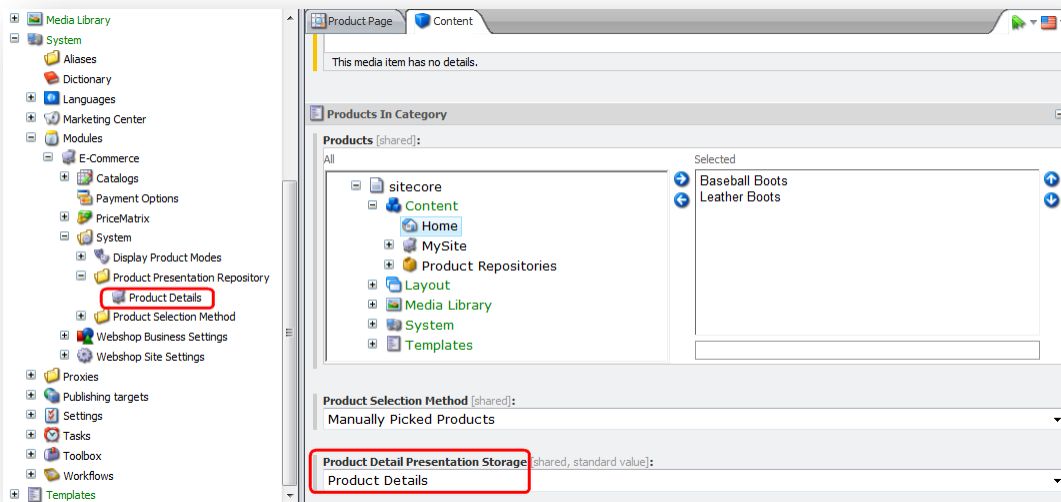 Media Library
System
Aliases
Dictionary
Languages
Marketing Center
Modules
E-Commerce
Catalogs
Payment Options
PriceMatrix
System
Display Product Modes
Product Presentation Repository
Product Details
Product Selection Method
Webshop Business Settings
Webshop Site Settings
Proxies
Publishing targets
Settings
Tasks
Toolbox
Workflows
Templates
Product Page
Content
This media item has no details.
Products In Category
Products [shared]:
All
Selected
sitecore
Content
Home
MySite
Product Repositories
Layout
Media Library
System
Templates
Baseball Boots
Leather Boots
Product Selection Method [shared]:
Manually Picked Products
Product Detail Presentation Storage [shared, standard value]:
Product Details